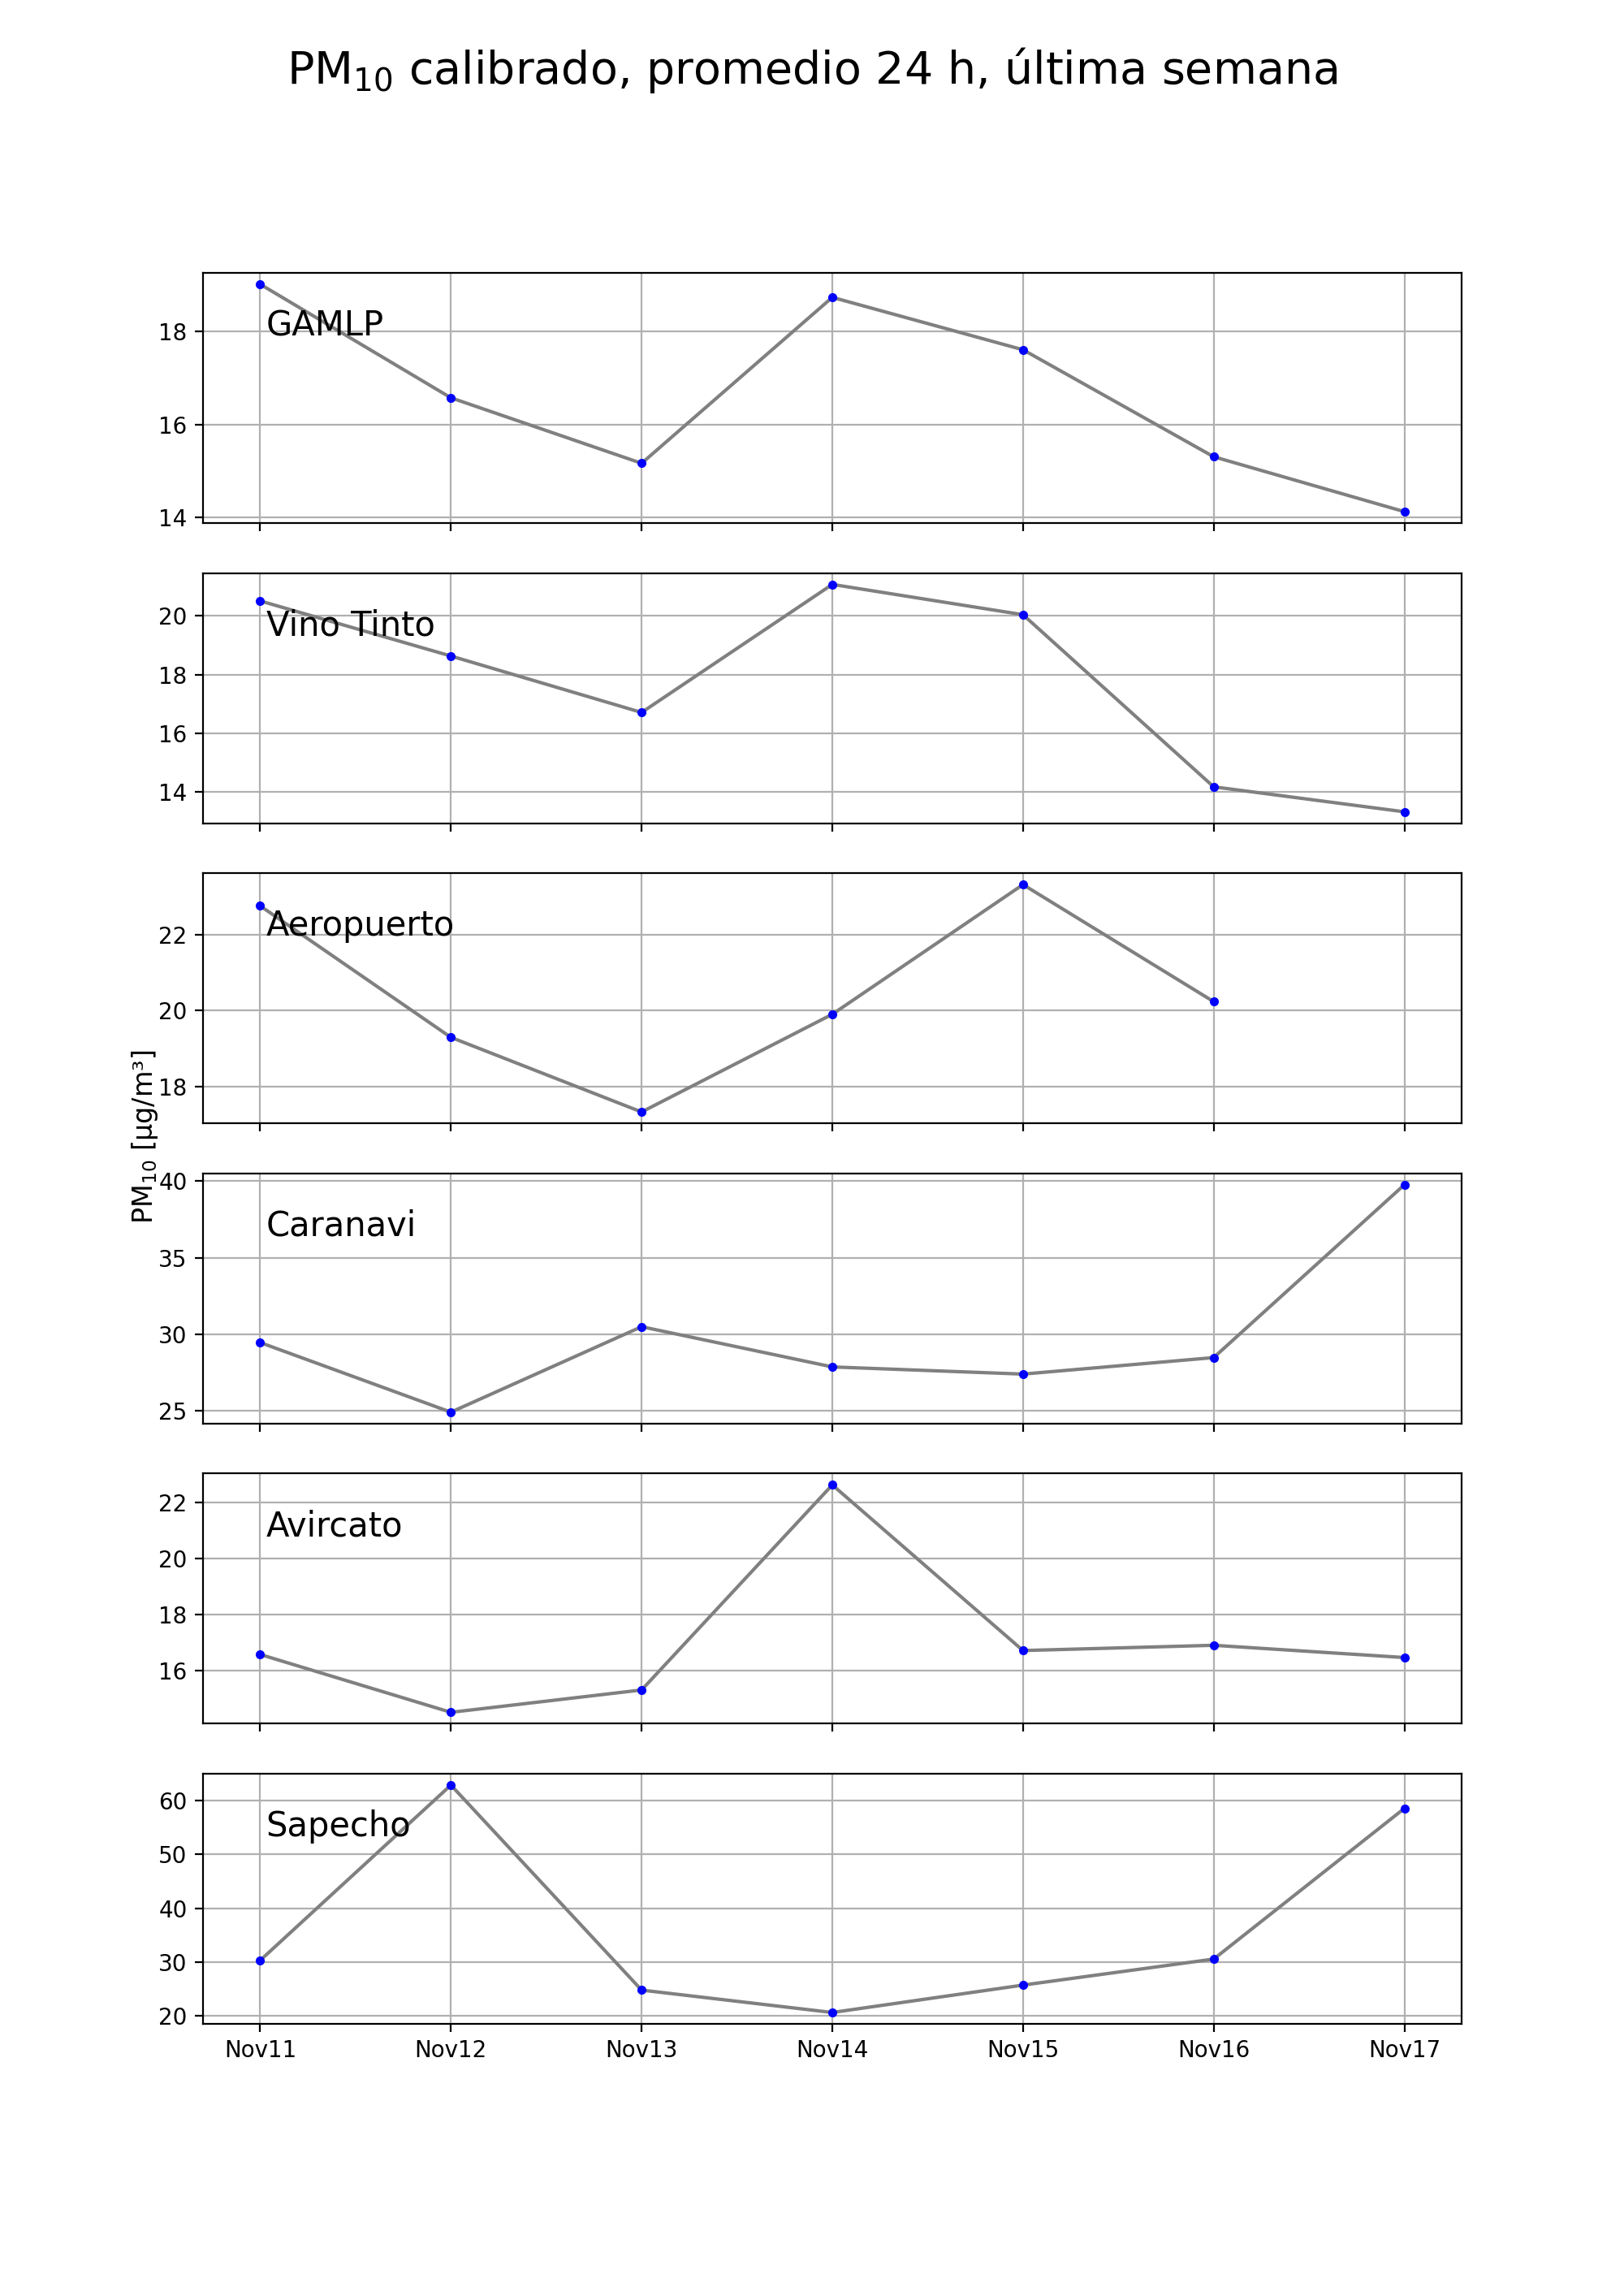 PM₁₀ calibrado, promedio 24 h, última semana
GAMLP
18
16
14
Vino Tinto
20
18
16
14
Aeropuerto
22
20
18
PM₁₀ [µg/m³]
Caranavi
40
35
30
25
Avircato
22
20
18
16
Sapecho
60
50
40
30
20
Nov11 Nov12 Nov13 Nov14 Nov15 Nov16 Nov17